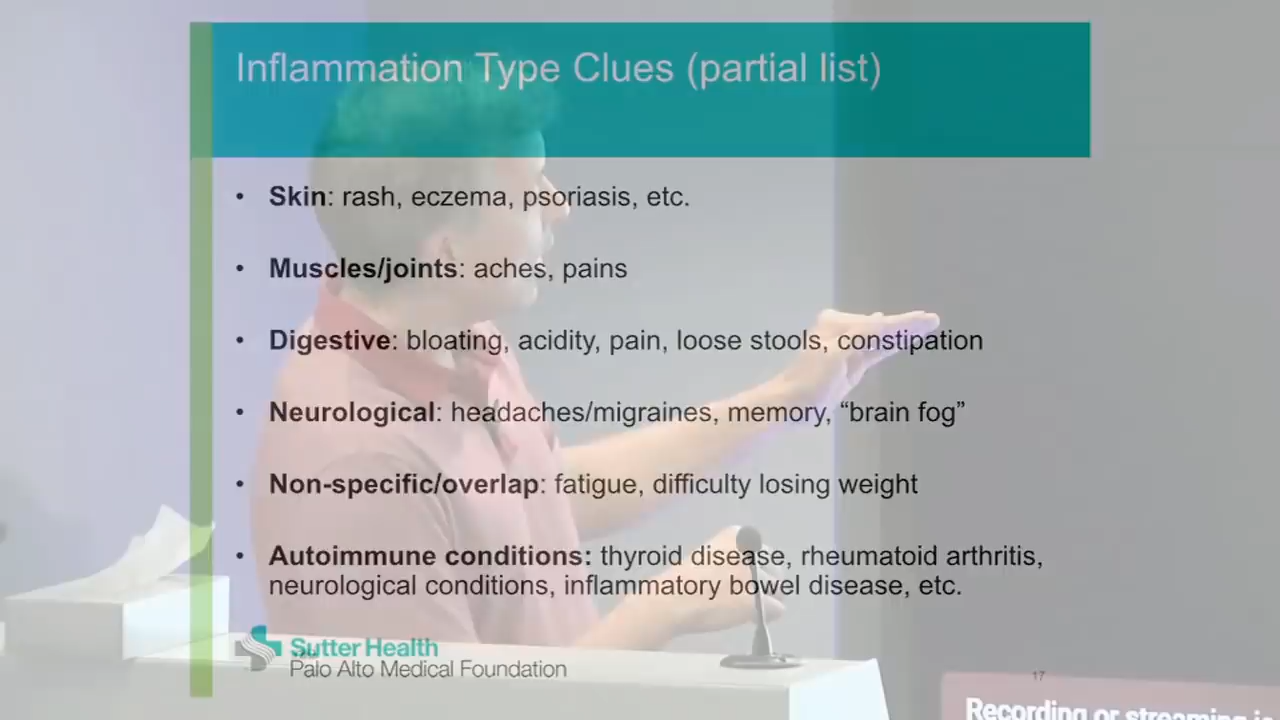 Inflammation Type Clues (partial list)
• Skin: rash, eczema, psoriasis, etc.
• Muscles/joints: aches, pains
• Digestive: bloating, acidity, pain, loose stools, constipation
• Neurological: headaches/migraines, memory, “brain fog”
• Non-specific/overlap: fatigue, difficulty losing weight
• Autoimmune conditions: thyroid disease, rheumatoid arthritis,
neurological conditions, inflammatory bowel disease, etc.
Sutter Health
Palo Alto Medical Foundation
17
Recording or streaming is